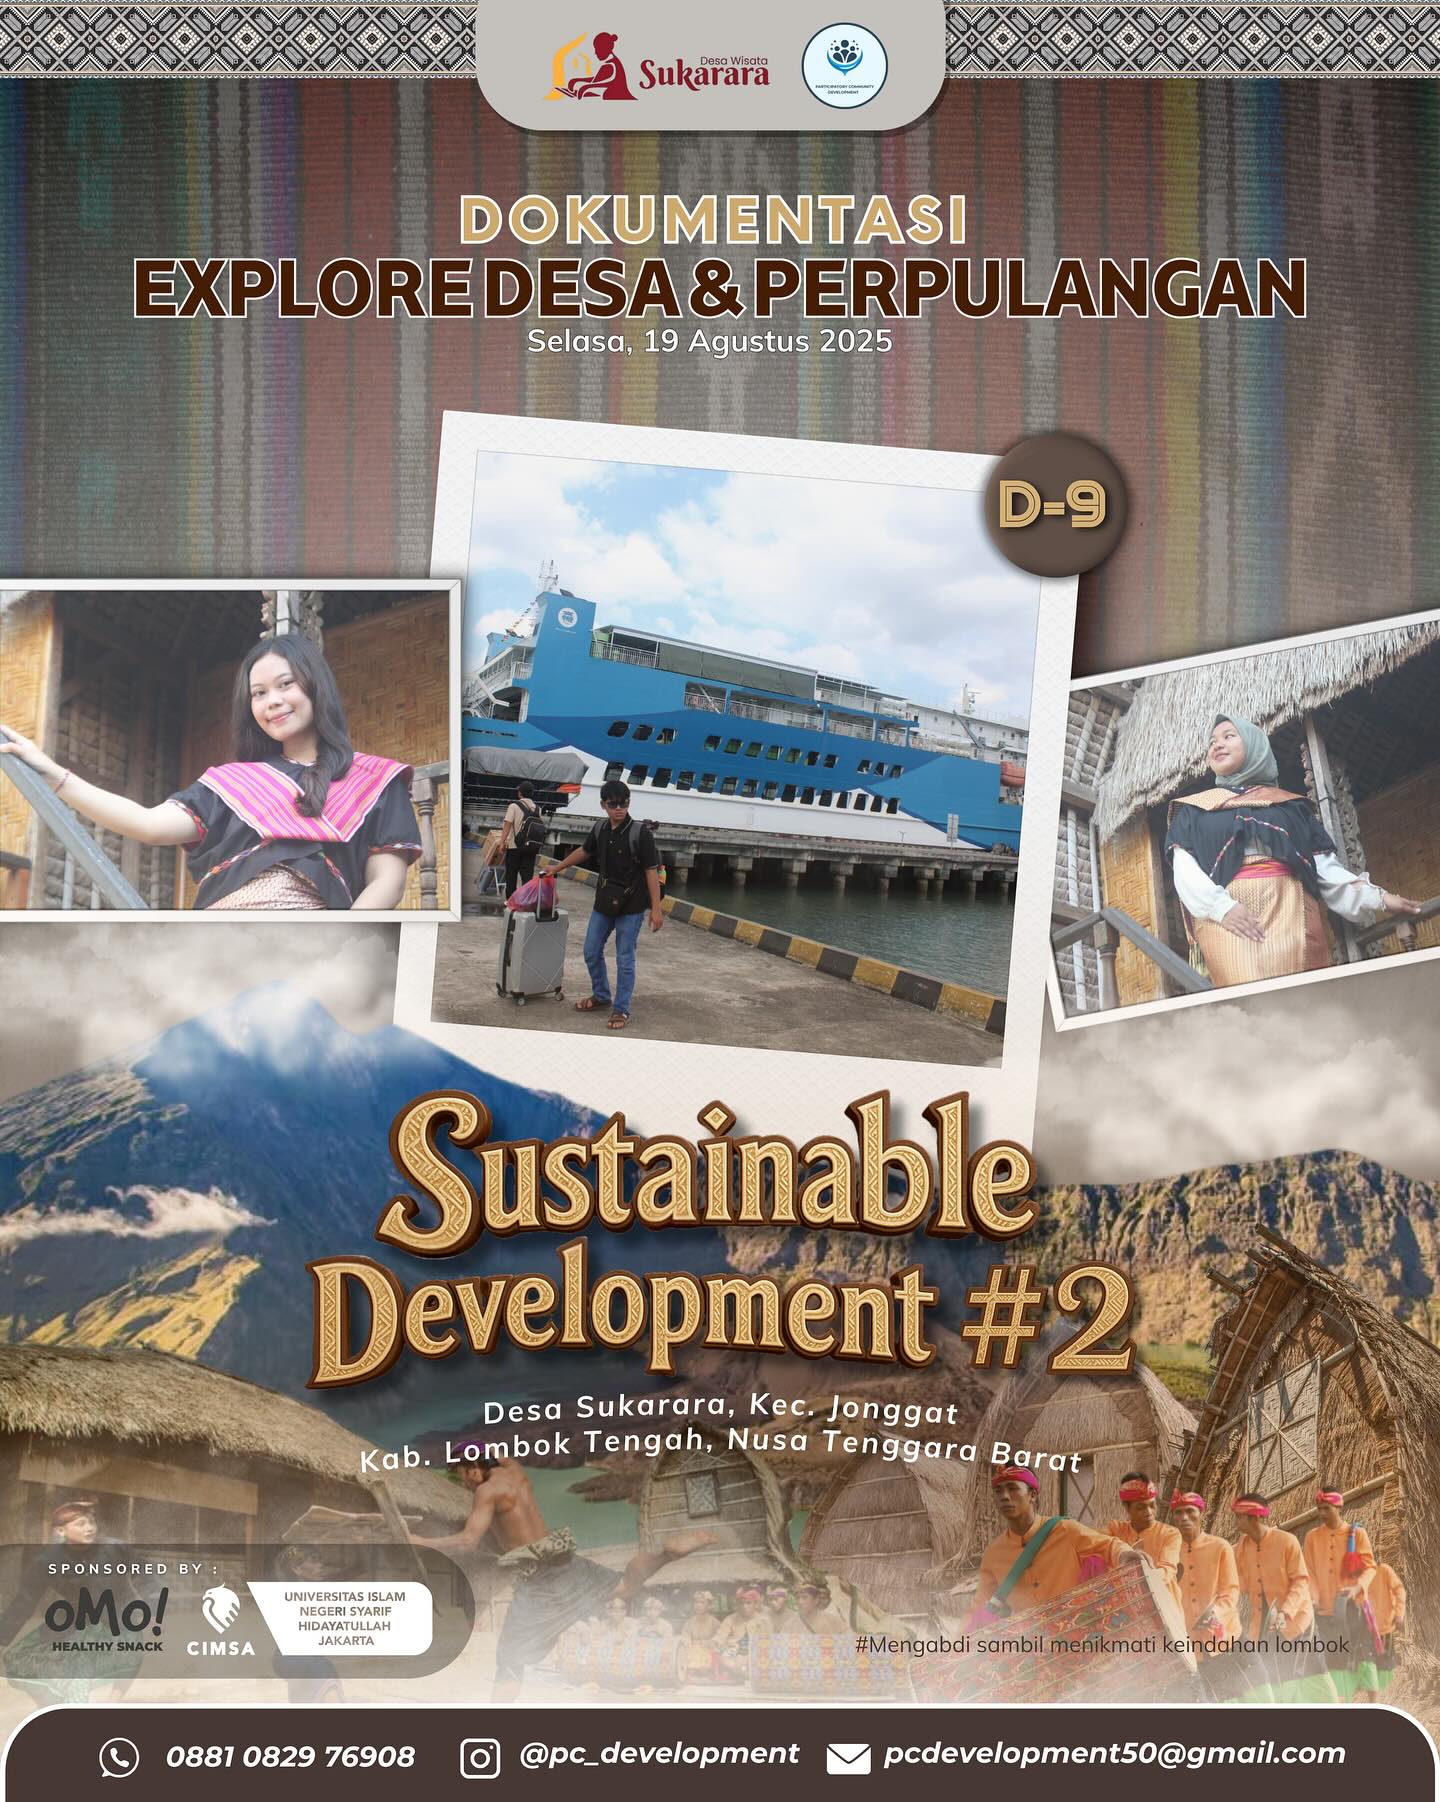 Desa Wisata
Sukarara
PARTICIPATORY COMMUNITY
DEVELOPMENT
DOKUMENTASI
EXPLORE DESA & PERPULANGAN
Selasa, 19 Agustus 2025
D-9
Sustainable
Development #2
Desa Sukarara, Kec. Jonggat
Kab. Lombok Tengah, Nusa Tenggara Barat
SPONSORED BY :
oMo!
HEALTHY SNACK
CIMSA
UNIVERSITAS ISLAM
NEGERI SYARIF
HIDAYATULLAH
JAKARTA
#Mengabdi sambil menikmati keindahan lombok
0881 0829 76908
@pc_development
pcdevelopment50@gmail.com